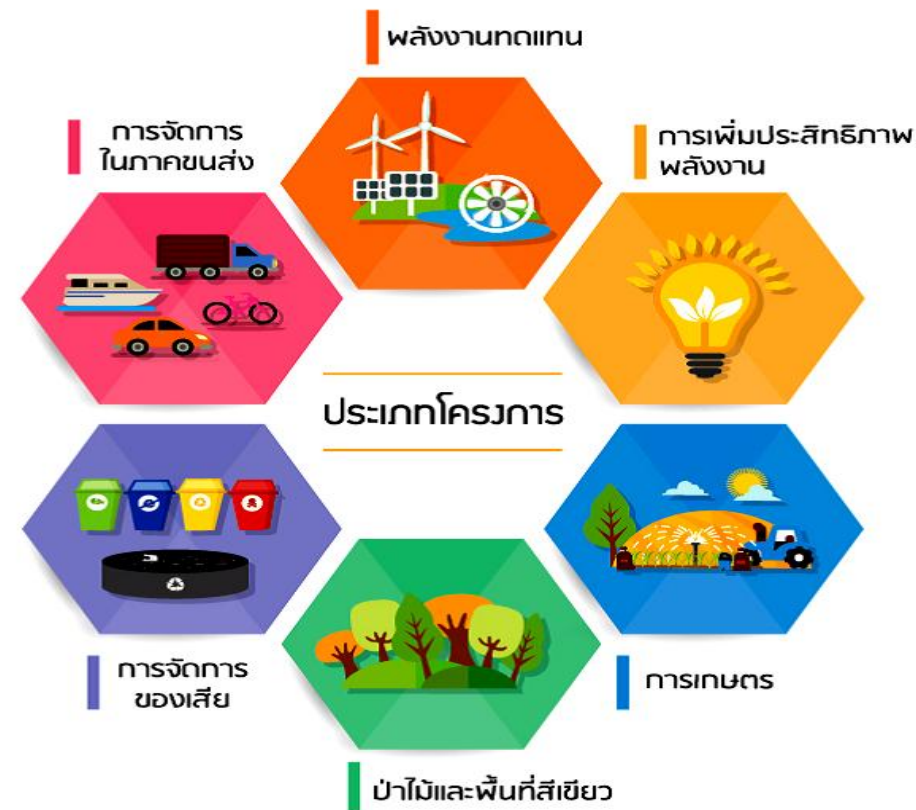 พลังงานทดแทน
การจัดการ
ในภาคขนส่ง
การเพิ่มประสิทธิภาพ
พลังงาน
ประเภทโครงการ
การจัดการ
ของเสีย
การเกษตร
ป่าไม้และพื้นที่สีเขียว